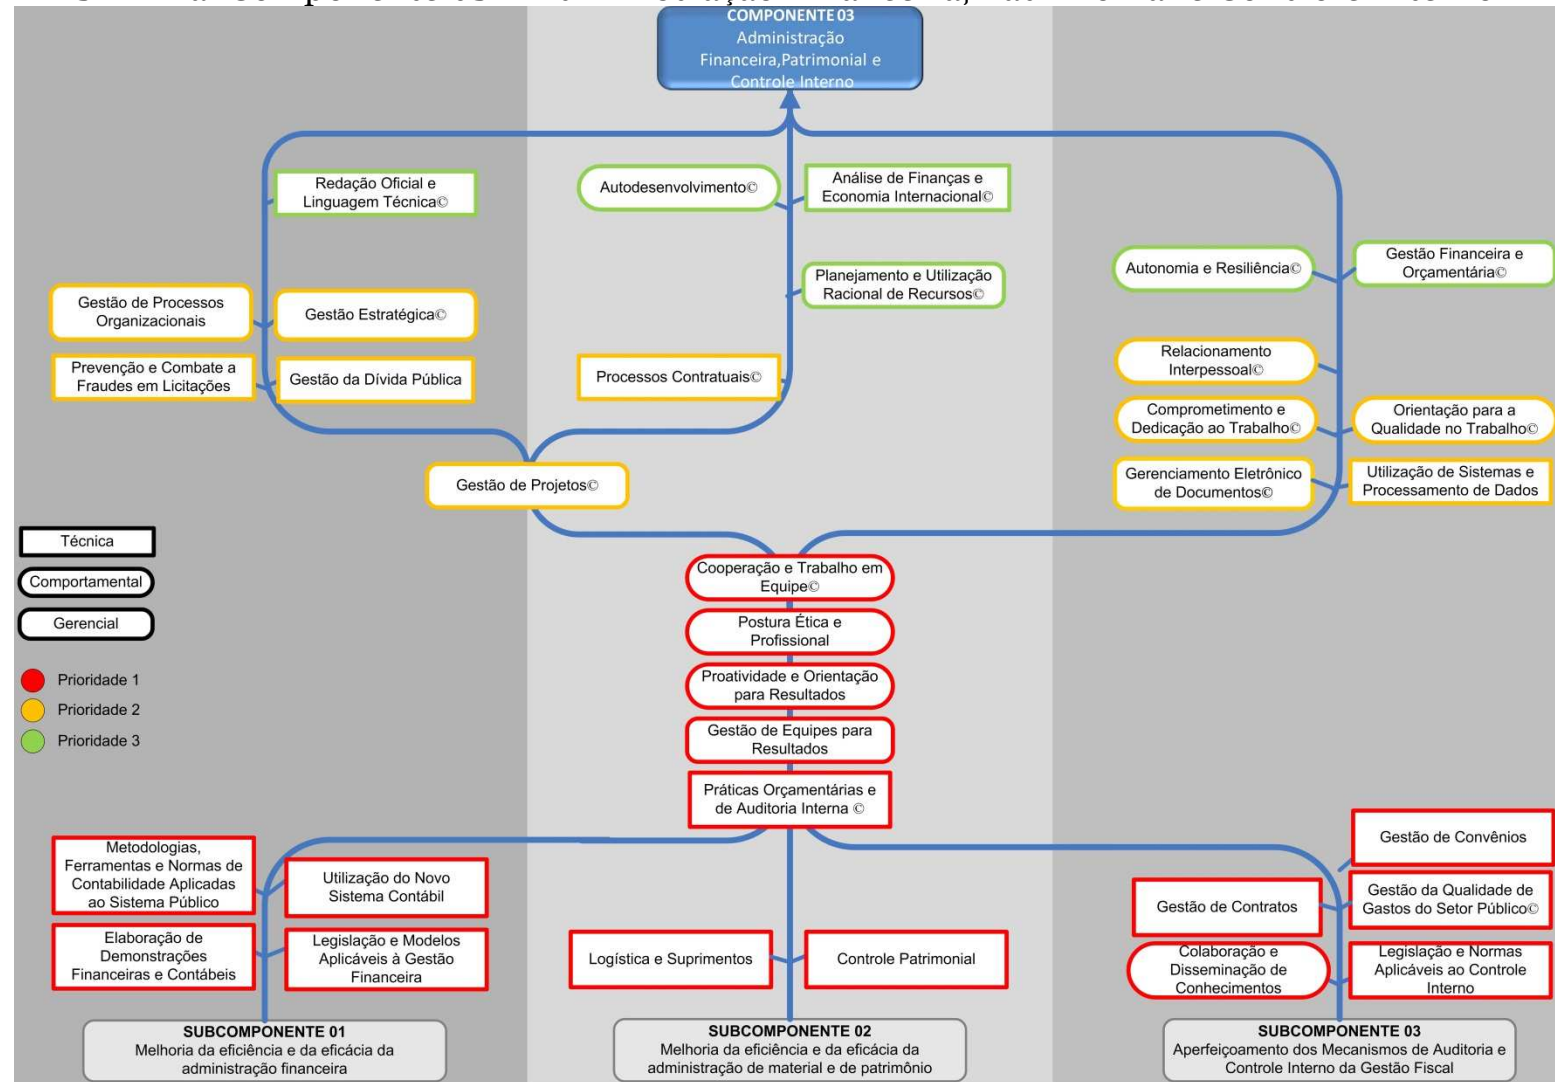 COMPONENTE 03
Administração
Financeira,Patrimonial e
Controle Interno
Redação Oficial e
Linguagem Técnica©
Autodesenvolvimento©
Análise de Finanças e
Economia Internacional©
Planejamento e Utilização
Racional de Recursos©
Autonomia e Resiliência©
Gestão Financeira e
Orçamentária©
Gestão de Processos
Organizacionais
Gestão Estratégica©
Prevenção e Combate a
Fraudes em Licitações
Gestão da Dívida Pública
Processos Contratuais©
Relacionamento
Interpessoal©
Comprometimento e
Dedicação ao Trabalho©
Orientação para a
Qualidade no Trabalho©
Gerenciamento Eletrônico
de Documentos©
Utilização de Sistemas e
Processamento de Dados
Gestão de Projetos©
Técnica
Comportamental
Gerencial
Prioridade 1
Prioridade 2
Prioridade 3
Cooperação e Trabalho em
Equipe©
Postura Ética e
Profissional
Proatividade e Orientação
para Resultados
Gestão de Equipes para
Resultados
Práticas Orçamentárias e
de Auditoria Interna ©
Metodologias,
Ferramentas e Normas de
Contabilidade Aplicadas
ao Sistema Público
Utilização do Novo
Sistema Contábil
Elaboração de
Demonstrações
Financeiras e Contábeis
Legislação e Modelos
Aplicáveis à Gestão
Financeira
Logística e Suprimentos
Controle Patrimonial
Gestão de Convênios
Gestão de Contratos
Gestão da Qualidade de
Gastos do Setor Público©
Colaboração e
Disseminação de
Conhecimentos
Legislação e Normas
Aplicáveis ao Controle
Interno
SUBCOMPONENTE 01
Melhoria da eficiência e da eficácia da
administração financeira
SUBCOMPONENTE 02
Melhoria da eficiência e da eficácia da
administração de material e de patrimônio
SUBCOMPONENTE 03
Aperfeiçoamento dos Mecanismos de Auditoria e
Controle Interno da Gestão Fiscal